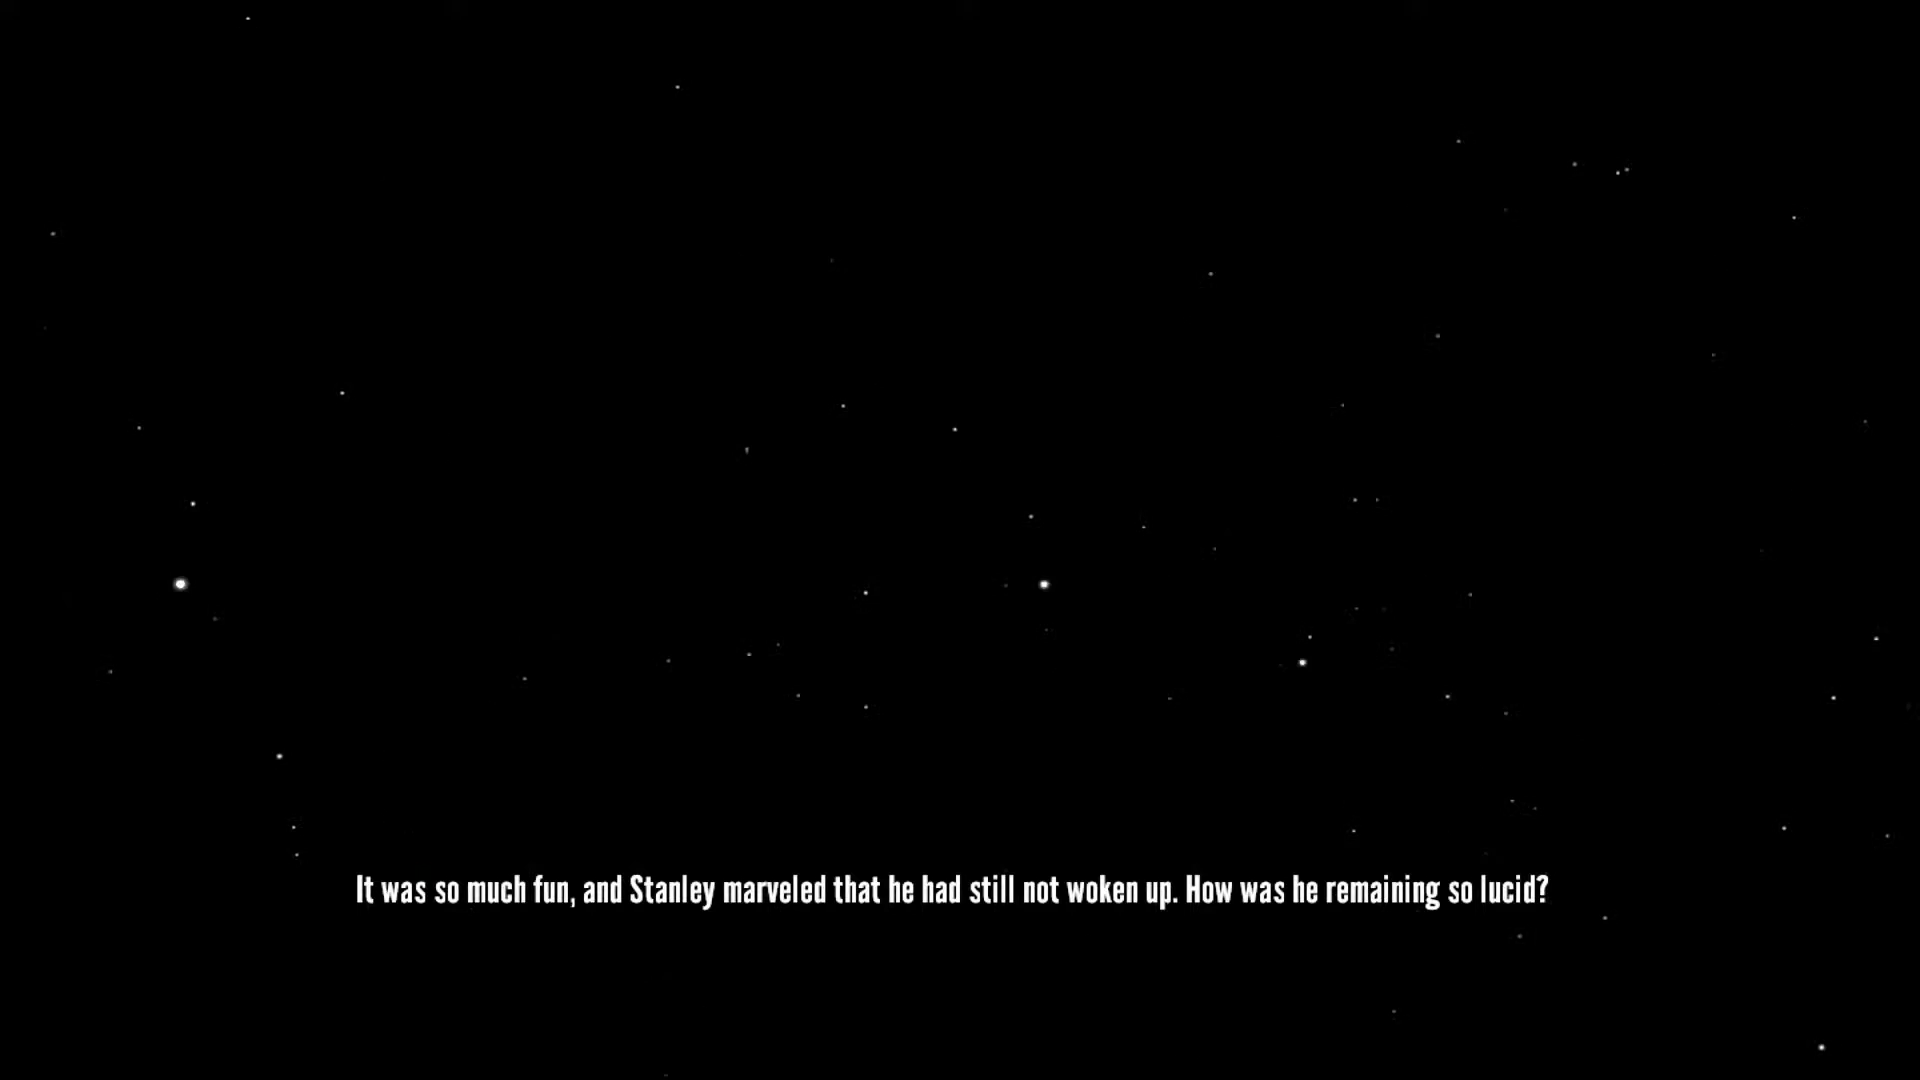 It was so much fun, and Stanley marveled that he had still not woken up. How was he remaining so lucid?